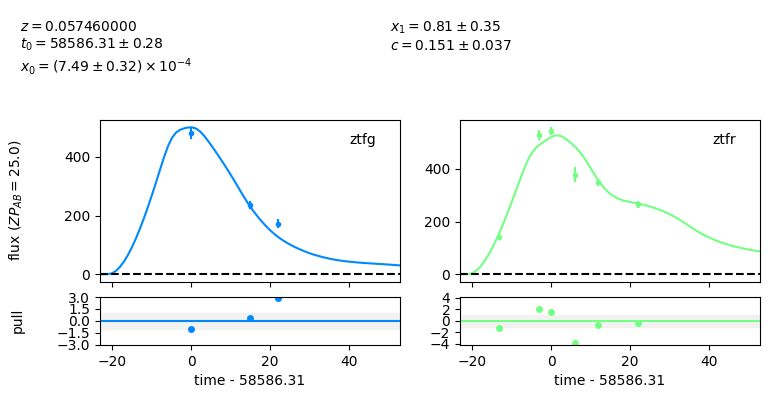 z = 0.057460000
t₀ = 58586.31 ± 0.28
x₀ = (7.49 ± 0.32) × 10⁻⁴
x₁ = 0.81 ± 0.35
c = 0.151 ± 0.037
flux (ZP_AB = 25.0)
400
200
0
ztfg
400
200
0
ztfr
pull
3.0
1.5
0.0
−1.5
−3.0
−20 0 20 40
time - 58586.31
4
2
0
−2
−4
−20 0 20 40
time - 58586.31